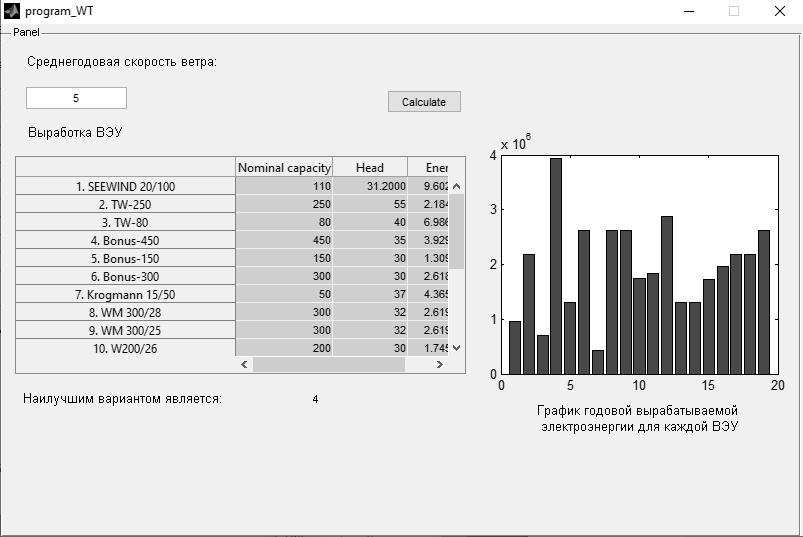 program_WT
Panel
Среднегодовая скорость ветра:
5
Calculate
Выработка ВЭУ
Nominal capacity Head Ener
1. SEEWIND 20/100 110 31.2000 9.602
2. TW-250 250 55 2.184
3. TW-80 80 40 6.986
4. Bonus-450 450 35 3.929
5. Bonus-150 150 30 1.309
6. Bonus-300 300 30 2.618
7. Krogmann 15/50 50 37 4.365
8. WM 300/28 300 32 2.619
9. WM 300/25 300 32 2.619
10. W200/26 200 30 1.745
Наилучшим вариантом является: 4
x 10^6
4
3
2
1
0
0 5 10 15 20
График годовой вырабатываемой
электроэнергии для каждой ВЭУ